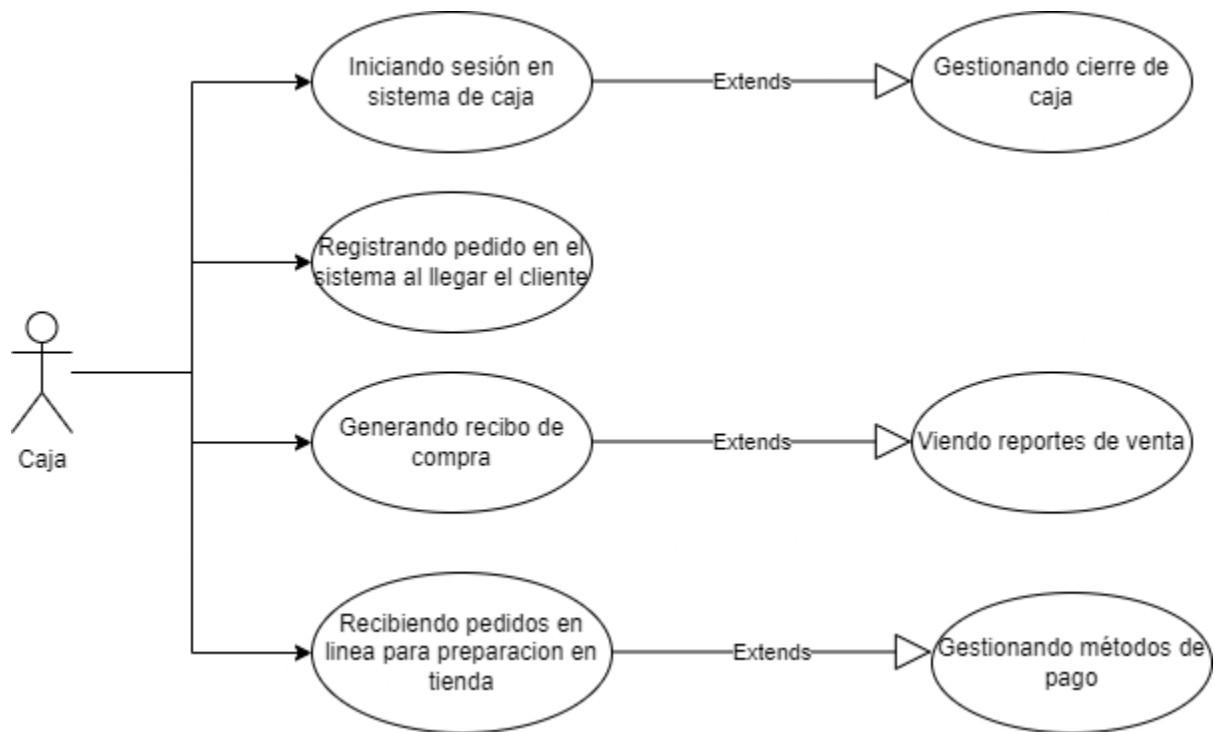 Iniciando sesión en
sistema de caja
Extends
Gestionando cierre de
caja
Registrando pedido en el
sistema al llegar el cliente
Caja
Generando recibo de
compra
Extends
Viendo reportes de venta
Recibiendo pedidos en
linea para preparacion en
tienda
Extends
Gestionando métodos de
pago